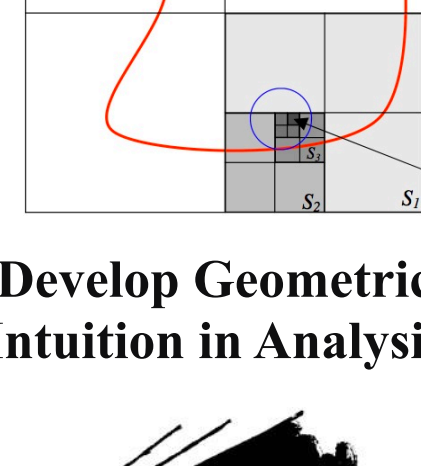 S3
S2 S1
Develop Geometric
Intuition in Analysi